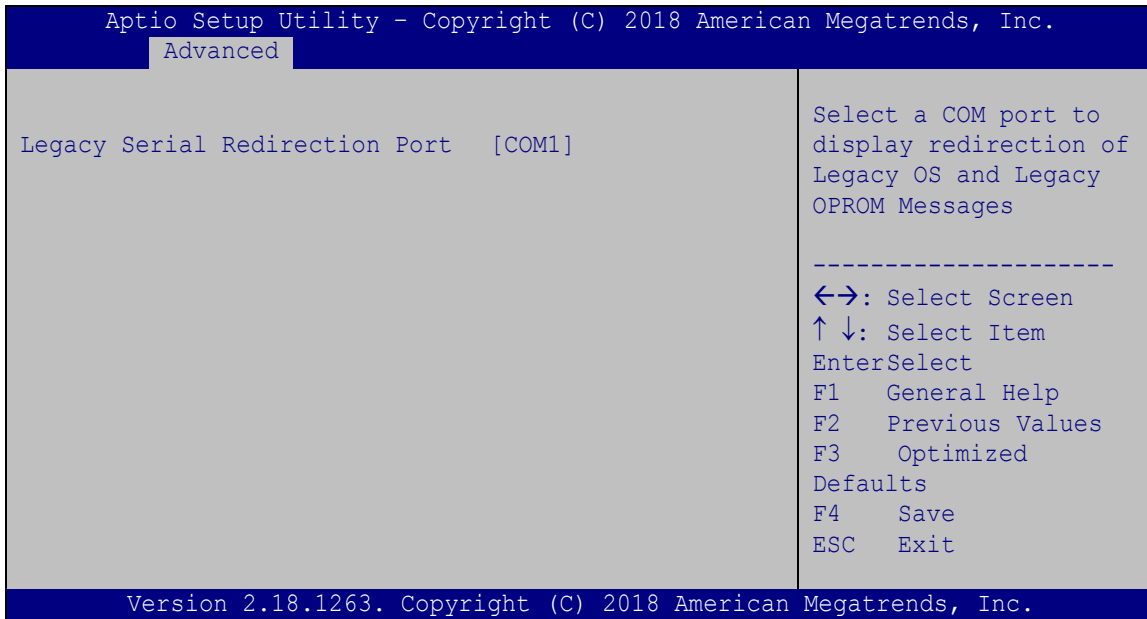 Aptio Setup Utility – Copyright (C) 2018 American Megatrends, Inc.
Advanced
Legacy Serial Redirection Port [COM1]
Select a COM port to
display redirection of
Legacy OS and Legacy
OPROM Messages
---------------------
←→: Select Screen
↑ ↓: Select Item
EnterSelect
F1 General Help
F2 Previous Values
F3 Optimized
Defaults
F4 Save
ESC Exit
Version 2.18.1263. Copyright (C) 2018 American Megatrends, Inc.